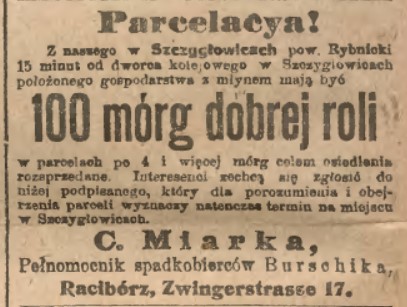 Parcelacya!
Z naszego w Szczygłowicach pow. Rybnicki
15 minut od dworca kolejowego w Szczygłowicach
położonego gospodarstwa z młynem mają być
100 mórg dobrej roli
w parcelach po 4 i więcej mórg celem osiedlenia
rozsprzedane. Interesenci zechcą się zgłosić do
niżej podpisanego, który dla porozumienia i obej-
rzenia parceli wyznaczy natenczas termin na miejscu
w Szczygłowicach.
C. Miarka,
Pełnomocnik spadkobierców Burschika,
Racibórz, Zwingerstrasse 17.